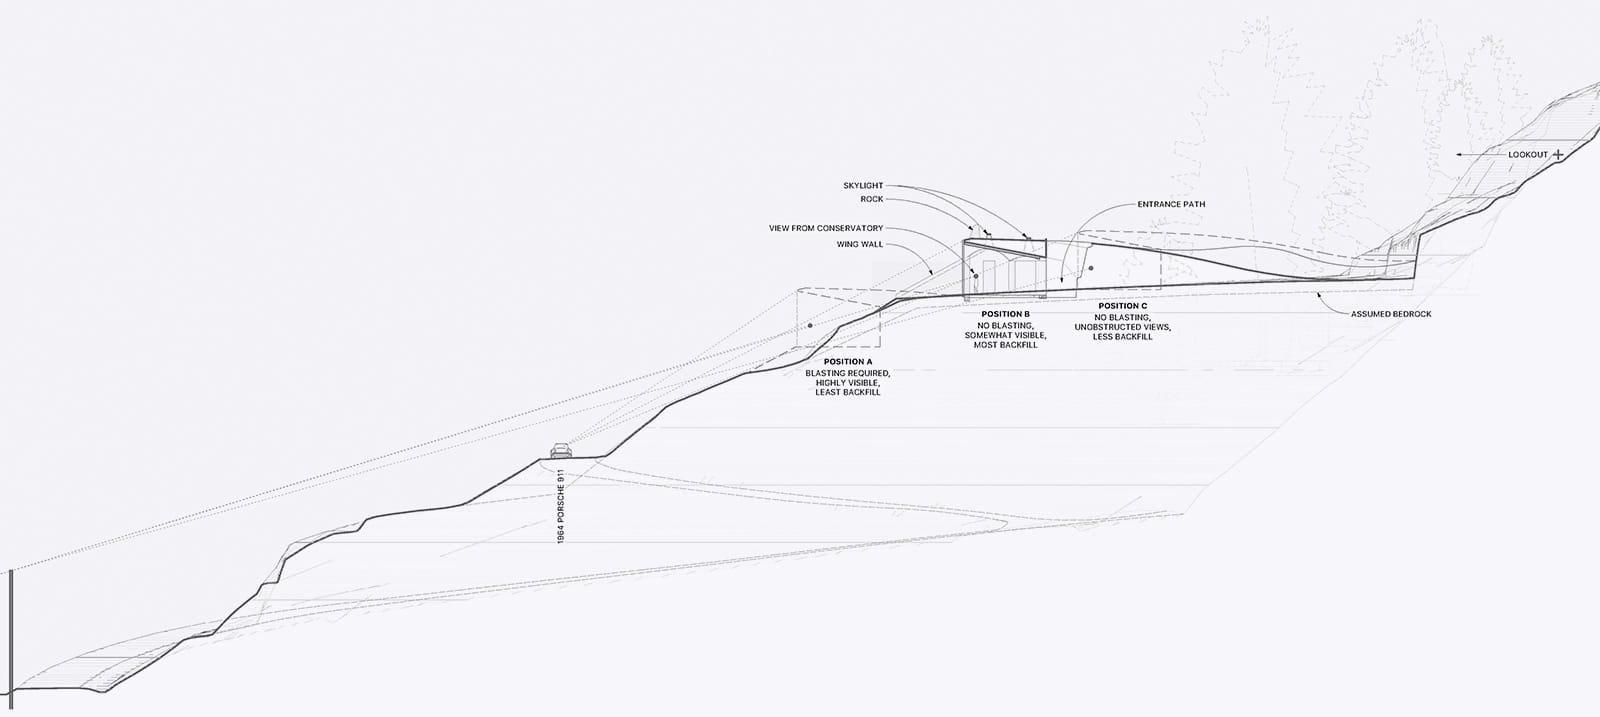 LOOKOUT
SKYLIGHT
ROCK
ENTRANCE PATH
VIEW FROM CONSERVATORY
WING WALL
POSITION A
BLASTING REQUIRED,
HIGHLY VISIBLE,
LEAST BACKFILL
POSITION B
NO BLASTING,
SOMEWHAT VISIBLE,
MOST BACKFILL
POSITION C
NO BLASTING,
UNOBSTRUCTED VIEWS,
LESS BACKFILL
ASSUMED BEDROCK
1964 PORSCHE 911